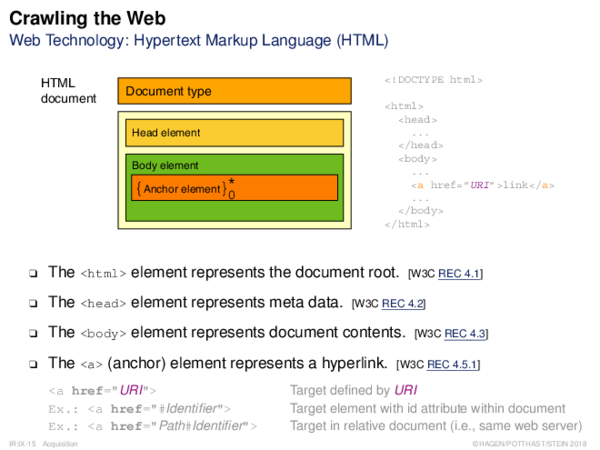 Crawling the Web
Web Technology: Hypertext Markup Language (HTML)
HTML
document
Document type
Head element
Body element
{ Anchor element }*0
<!DOCTYPE html>
<html>
<head>
...
</head>
<body>
...
<a href="URI">link</a>
...
</body>
</html>
❏ The <html> element represents the document root. [W3C REC 4.1]
❏ The <head> element represents meta data. [W3C REC 4.2]
❏ The <body> element represents document contents. [W3C REC 4.3]
❏ The <a> (anchor) element represents a hyperlink. [W3C REC 4.5.1]
<a href="URI"> Target defined by URI
Ex.: <a href="#Identifier"> Target element with id attribute within document
Ex.: <a href="Path#Identifier"> Target in relative document (i.e., same web server)
IR:IX-15 Acquisition ©HAGEN/POTTHAST/STEIN 2018